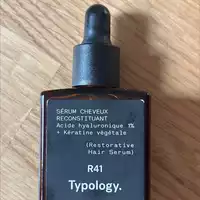 SÉRUM CHEVEUX
RECONSTITUANT
Acide hyaluronique 1%
+ Kératine végétale
(Restorative
Hair Serum)
R41
Typology.